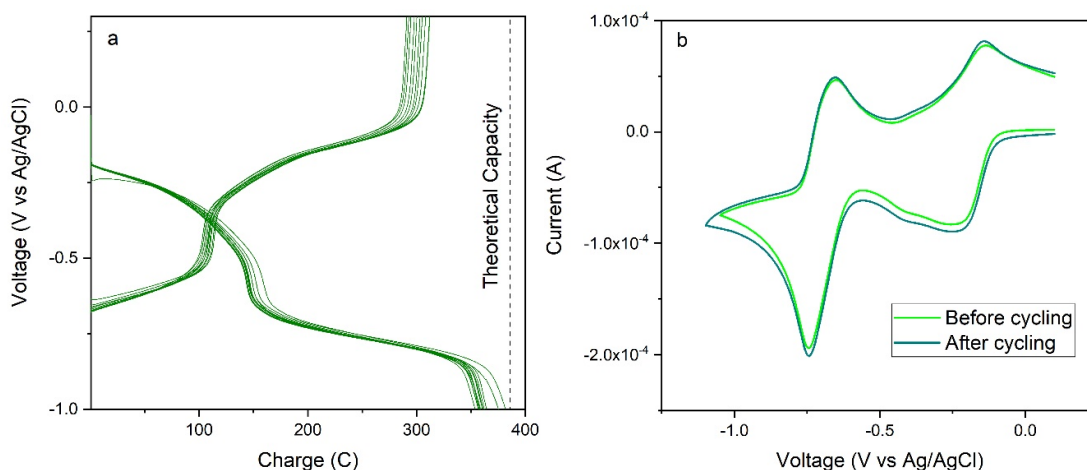 a
0.0
-0.5
-1.0
0
100
200
300
400
Voltage (V vs Ag/AgCl)
Charge (C)
Theoretical Capacity
b
1.0x10-4
0.0
-1.0x10-4
-2.0x10-4
-1.0
-0.5
0.0
Current (A)
Voltage (V vs Ag/AgCl)
Before cycling
After cycling